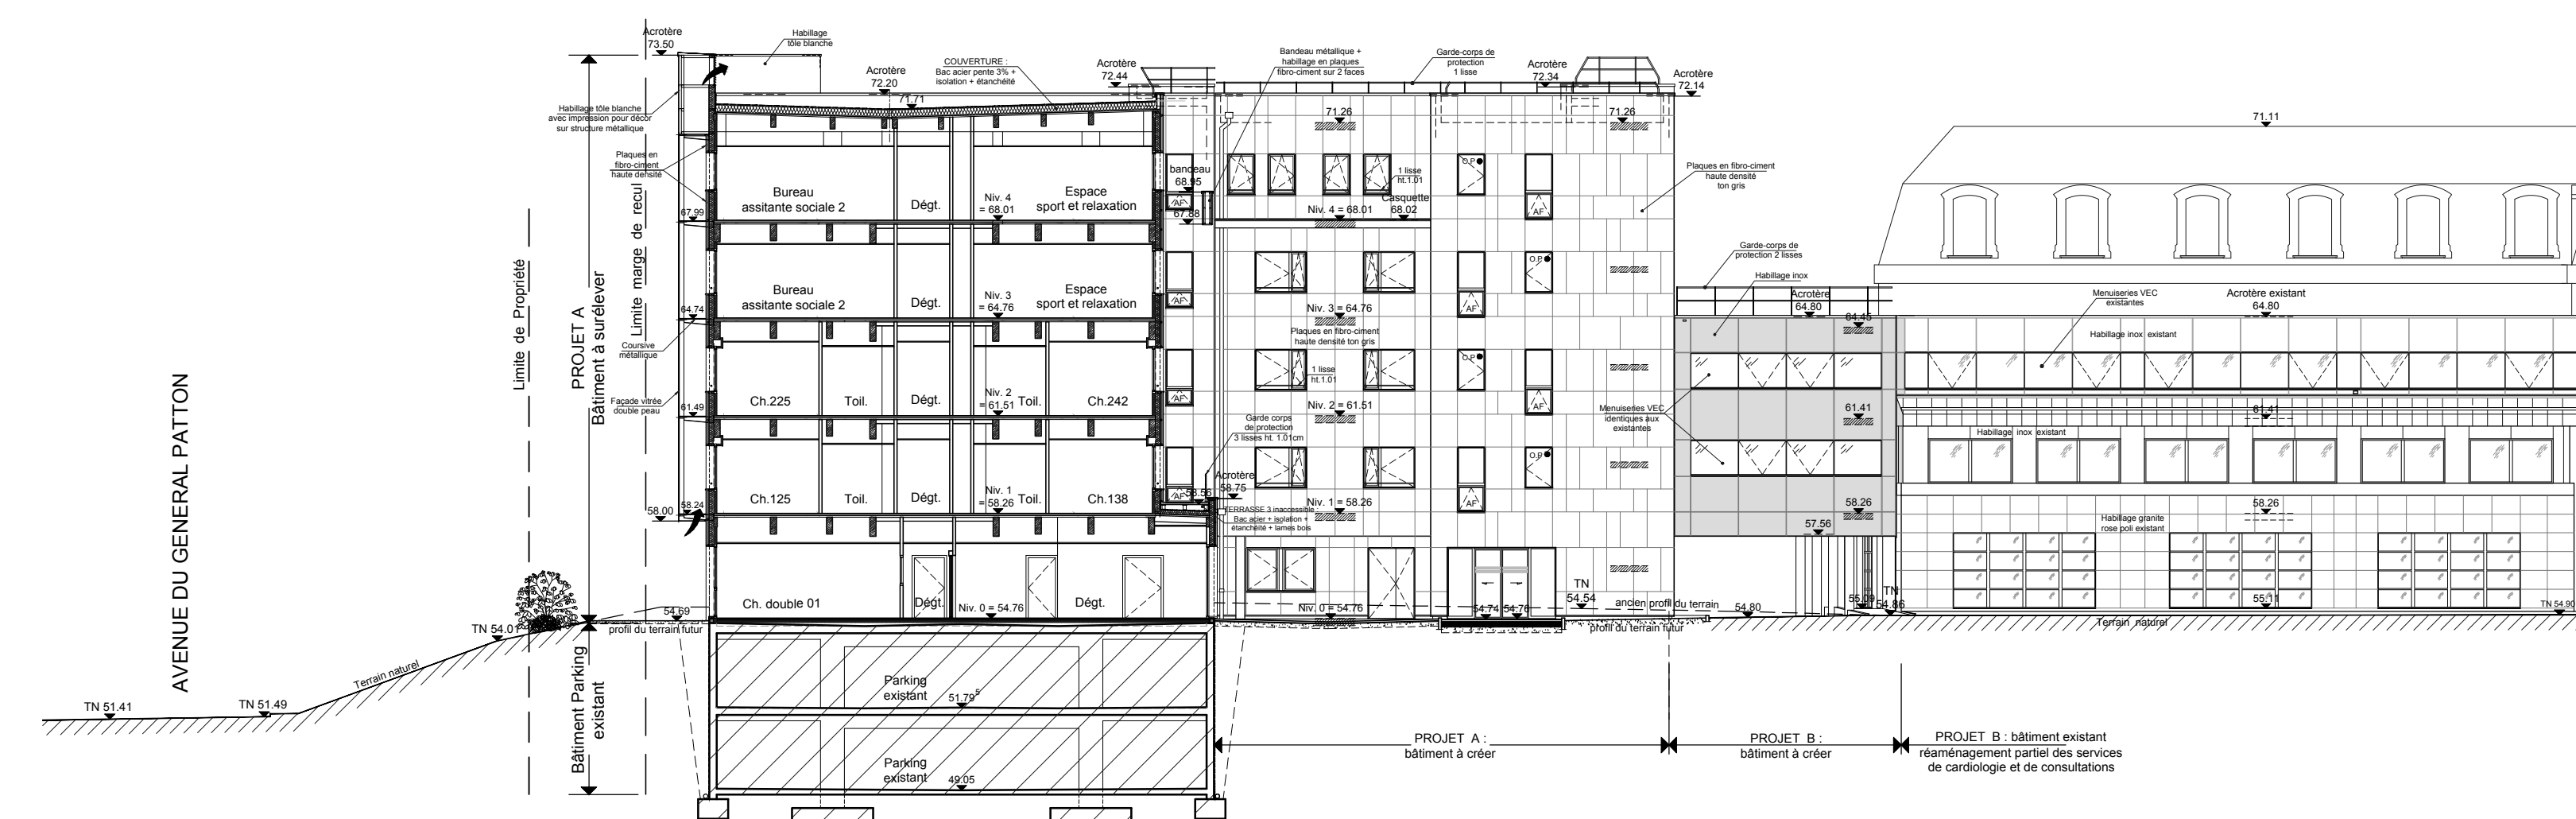 Acrotère
73.50
Habillage
tôle blanche
Acrotère
72.20
71.71
COUVERTURE :
Bac acier pente 3% +
isolation + étanchéité
Acrotère
72.44
Bandeau métallique +
habillage en plaques
fibro-ciment sur 2 faces
Garde-corps de
protection
1 lisse
Acrotère
72.34
Acrotère
72.14
Habillage tôle blanche
avec impression pour décor
sur structure métallique
Plaques en
fibro-ciment
haute densité
71.26
71.26
71.11
bandeau
68.95
67.88
1 lisse
ht.1.01
Casquette
68.02
O.P
Plaques en fibro-ciment
haute densité
ton gris
67.99
Bureau
assitante sociale 2
Dégt.
Niv. 4
= 68.01
Espace
sport et relaxation
AF
Niv. 4 = 68.01
AF
Limite de Propriété
PROJET A
Bâtiment à surélever
Limite marge de recul
AVENUE DU GENERAL PATTON
64.74
Bureau
assitante sociale 2
Dégt.
Niv. 3
= 64.76
Espace
sport et relaxation
AF
Niv. 3 = 64.76
AF
O.P
Garde-corps de
protection 2 lisses
Habillage inox
Acrotère
64.80
64.45
Menuiseries VEC
existantes
Acrotère existant
64.80
Habillage inox existant
Coursive
métallique
Plaques en fibro-ciment
haute densité ton gris
1 lisse
ht.1.01
O.P
Façade vitrée
double peau
61.49
Ch.225
Toil.
Dégt.
Niv. 2
= 61.51
Toil.
Ch.242
AF
Niv. 2 = 61.51
AF
Menuiseries VEC
identiques aux
existantes
61.41
61.41
Habillage inox existant
Garde corps
de protection
3 lisses ht. 1.01cm
Acrotère
58.75
58.56
O.P
58.00
58.24
Ch.125
Toil.
Dégt.
Niv. 1
= 58.26
Toil.
Ch.138
AF
Niv. 1 = 58.26
AF
TERRASSE 3 inaccessible
Bac acier + isolation +
étanchéité + lames bois
58.26
57.56
58.26
Habillage granite
rose poli existant
Ch. double 01
Dégt.
Niv. 0 = 54.76
Dégt.
Niv. 0 = 54.76
54.74
54.76
TN
54.54
ancien profil du terrain
54.80
55.09
TN
54.86
55.11
TN 54.90
TN 54.01
54.69
profil du terrain futur
profil du terrain futur
Terrain naturel
Terrain naturel
TN 51.41
TN 51.49
Bâtiment Parking
existant
Parking
existant
51.79⁵
Parking
existant
49.05
PROJET A :
bâtiment à créer
PROJET B :
bâtiment à créer
PROJET B : bâtiment existant
réaménagement partiel des services
de cardiologie et de consultations